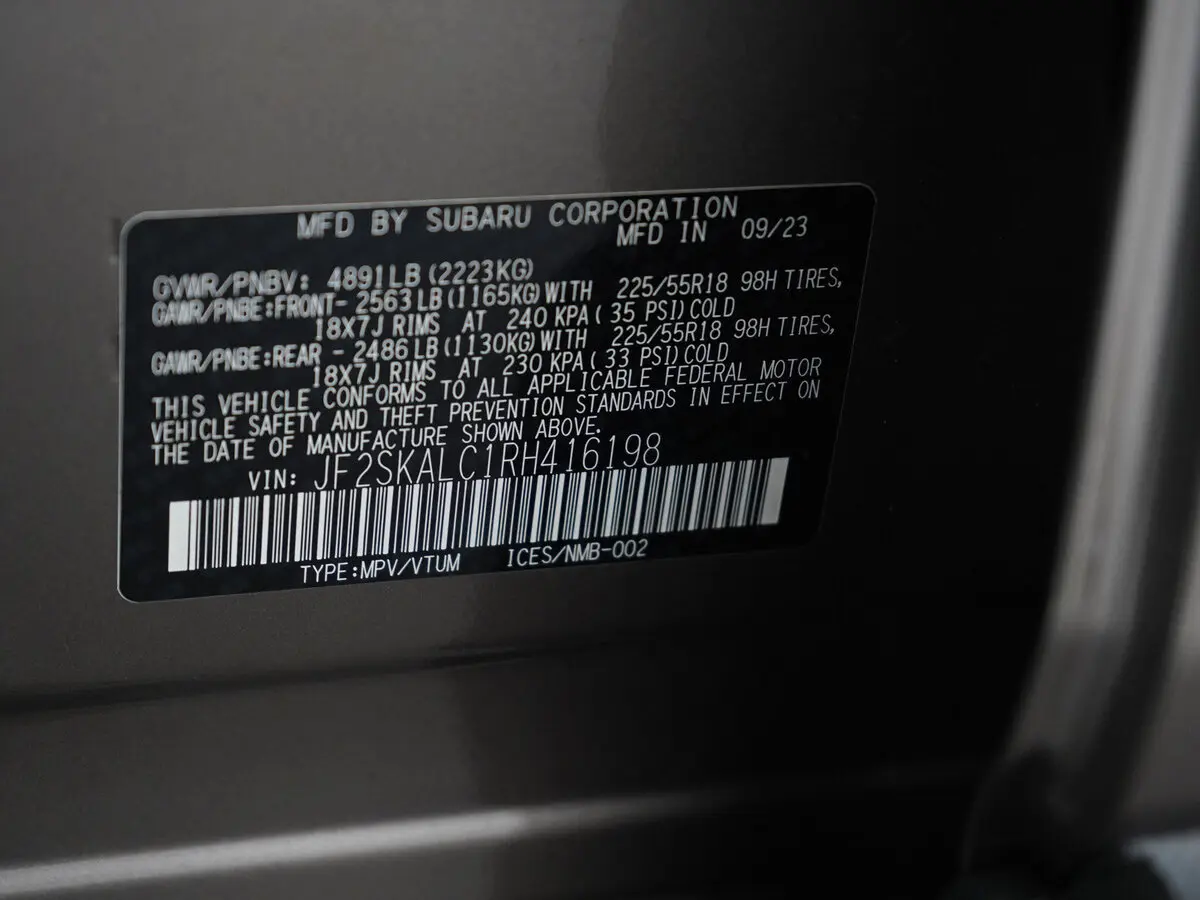 MFD BY SUBARU CORPORATION
MFD IN 09/23
GVWR/PNBV: 4891LB (2223KG)
GAWR/PNBE:FRONT- 2563 LB (1165KG) WITH 225/55R18 98H TIRES,
18X7J RIMS AT 240 KPA ( 35 PSI) COLD
GAWR/PNBE:REAR - 2486 LB (1130KG) WITH 225/55R18 98H TIRES,
18X7J RIMS AT 230 KPA ( 33 PSI) COLD
THIS VEHICLE CONFORMS TO ALL APPLICABLE FEDERAL MOTOR
VEHICLE SAFETY AND THEFT PREVENTION STANDARDS IN EFFECT ON
THE DATE OF MANUFACTURE SHOWN ABOVE.
VIN: JF2SKALC1RH416198
TYPE:MPV/VTUM ICES/NMB-002